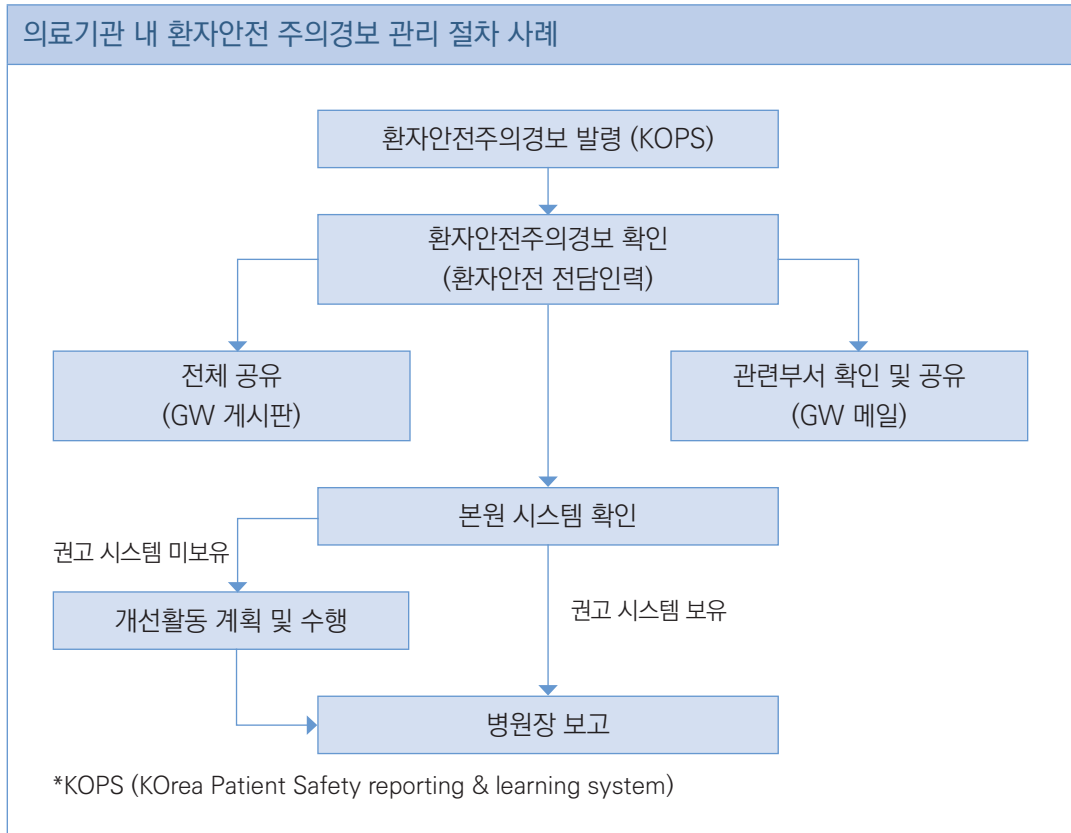 의료기관 내 환자안전 주의경보 관리 절차 사례
환자안전주의경보 발령 (KOPS)
환자안전주의경보 확인
(환자안전 전담인력)
전체 공유
(GW 게시판)
관련부서 확인 및 공유
(GW 메일)
본원 시스템 확인
권고 시스템 미보유
개선활동 계획 및 수행
권고 시스템 보유
병원장 보고
*KOPS (KOrea Patient Safety reporting & learning system)